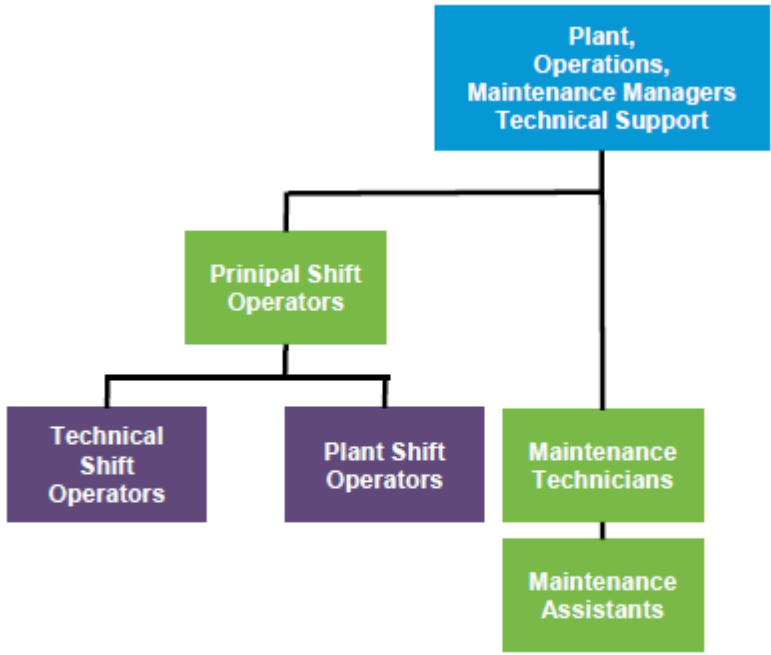 Plant,
Operations,
Maintenance Managers
Technical Support
Prinipal Shift
Operators
Technical
Shift
Operators
Plant Shift
Operators
Maintenance
Technicians
Maintenance
Assistants